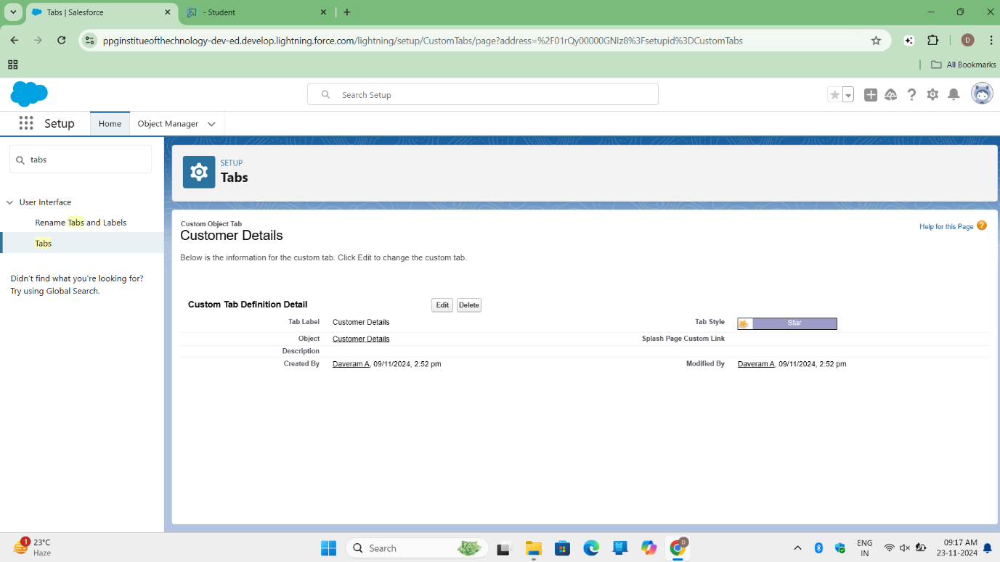 Tabs | Salesforce
- Student
ppginstitueofthechnology-dev-ed.develop.lightning.force.com/lightning/setup/CustomTabs/page?address=%2F01rQy00000GNlz8%3Fsetupid%3DCustomTabs
D
All Bookmarks
Search Setup
Setup
Home
Object Manager
tabs
User Interface
Rename Tabs and Labels
Tabs
Didn't find what you're looking for?
Try using Global Search.
SETUP
Tabs
Custom Object Tab
Customer Details
Help for this Page
Below is the information for the custom tab. Click Edit to change the custom tab.
Custom Tab Definition Detail
Edit
Delete
Tab Label Customer Details
Tab Style Star
Object Customer Details
Splash Page Custom Link
Description
Created By Daveram A, 09/11/2024, 2:52 pm
Modified By Daveram A, 09/11/2024, 2:52 pm
1
23°C
Haze
Search
D
ENG
IN
09:17 AM
23-11-2024